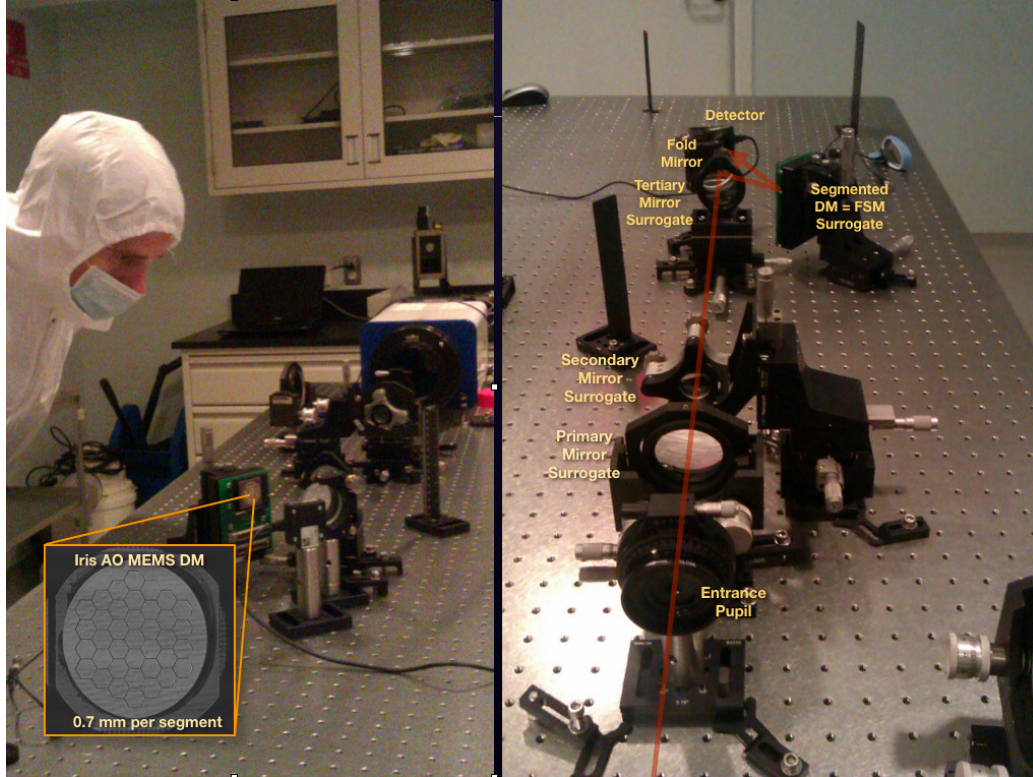 Iris AO MEMS DM
0.7 mm per segment
Detector
Fold
Mirror
Tertiary
Mirror
Surrogate
Segmented
DM = FSM
Surrogate
Secondary
Mirror
Surrogate
Primary
Mirror
Surrogate
Entrance
Pupil